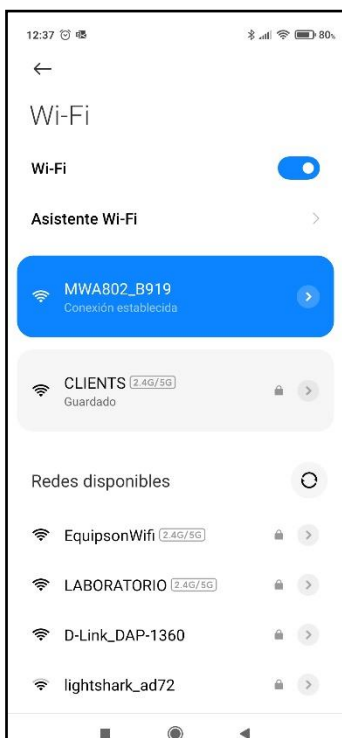 12:37 80%
Wi-Fi
Wi-Fi
Asistente Wi-Fi
MWA802_B919
Conexión establecida
CLIENTS 2.4G/5G
Guardado
Redes disponibles
EquipsonWifi 2.4G/5G
LABORATORIO 2.4G/5G
D-Link_DAP-1360
lightshark_ad72